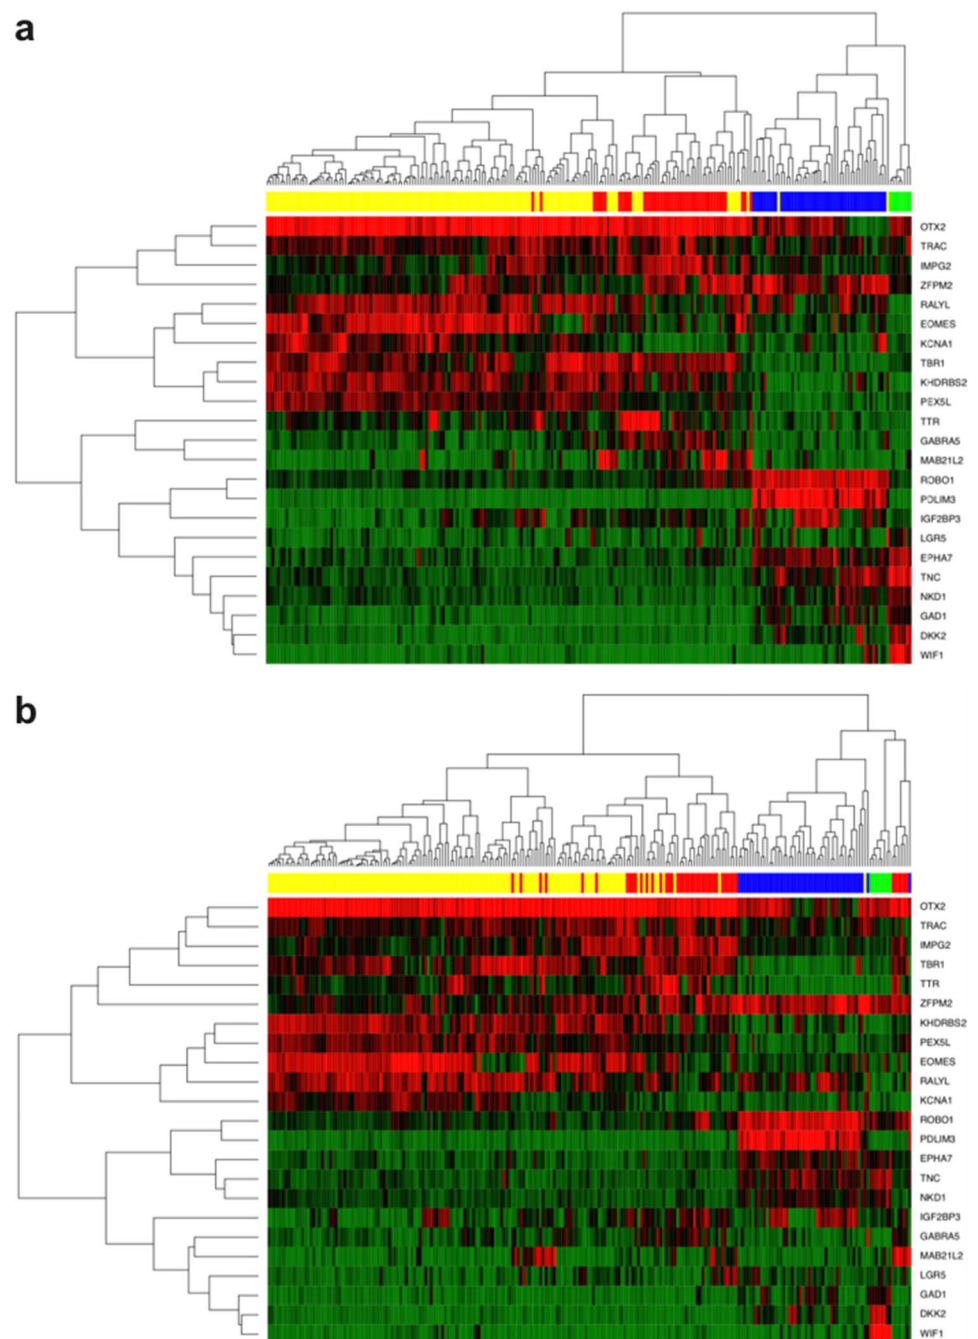 a
OTX2
TRAC
IMPG2
ZFPM2
RALYL
EOMES
KCNA1
TBR1
KHDRBS2
PEX5L
TTR
GABRA5
MAB21L2
ROBO1
PDLIM3
IGF2BP3
LGR5
EPHA7
TNC
NKD1
GAD1
DKK2
WIF1
b
OTX2
TRAC
IMPG2
TBR1
TTR
ZFPM2
KHDRBS2
PEX5L
EOMES
RALYL
KCNA1
ROBO1
PDLIM3
EPHA7
TNC
NKD1
IGF2BP3
GABRA5
MAB21L2
LGR5
GAD1
DKK2
WIF1